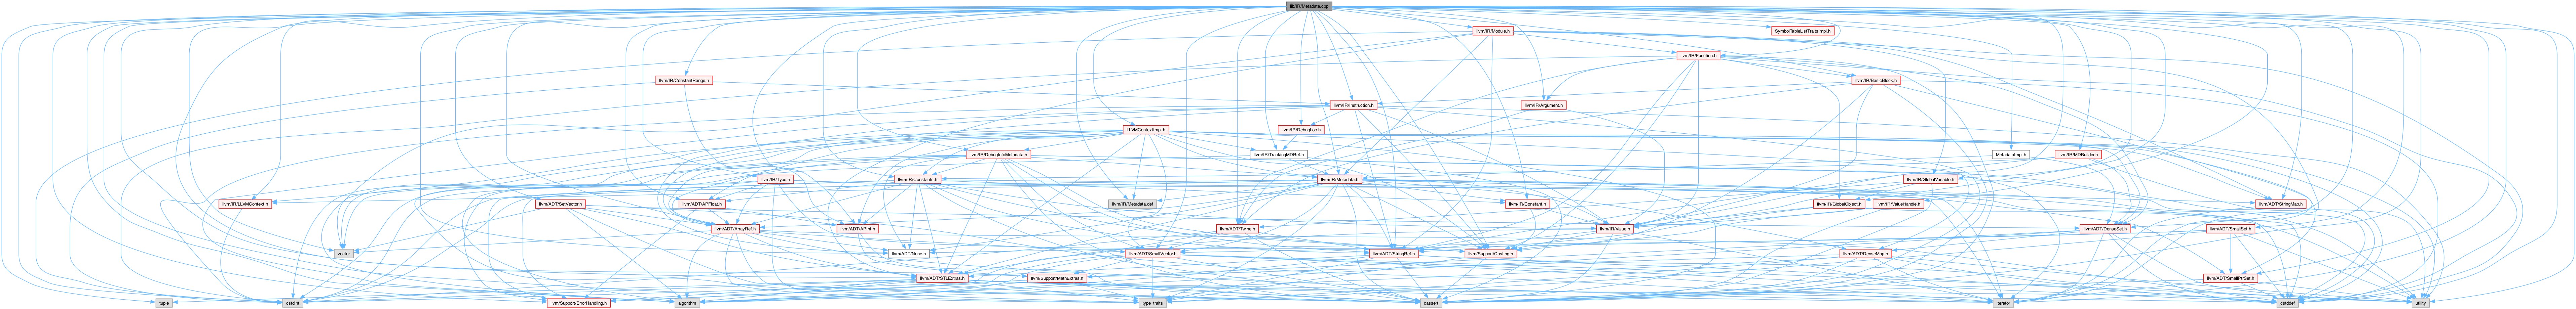 lib/IR/Metadata.cpp
llvm/IR/Module.h
SymbolTableListTraitsImpl.h
llvm/IR/Function.h
llvm/IR/ConstantRange.h
llvm/IR/BasicBlock.h
llvm/IR/Instruction.h
llvm/IR/Argument.h
LLVMContextImpl.h
llvm/IR/DebugLoc.h
llvm/IR/DebugInfoMetadata.h
llvm/IR/TrackingMDRef.h
MetadataImpl.h
llvm/IR/MDBuilder.h
llvm/IR/Type.h
llvm/IR/Constants.h
llvm/IR/Metadata.h
llvm/IR/GlobalVariable.h
llvm/IR/LLVMContext.h
llvm/ADT/SetVector.h
llvm/ADT/APFloat.h
llvm/IR/Metadata.def
llvm/IR/Constant.h
llvm/IR/GlobalObject.h
llvm/IR/ValueHandle.h
llvm/ADT/StringMap.h
llvm/ADT/ArrayRef.h
llvm/ADT/APInt.h
llvm/ADT/Twine.h
llvm/IR/Value.h
llvm/ADT/DenseSet.h
llvm/ADT/SmallSet.h
vector
llvm/ADT/None.h
llvm/ADT/SmallVector.h
llvm/ADT/StringRef.h
llvm/Support/Casting.h
llvm/ADT/DenseMap.h
llvm/ADT/STLExtras.h
llvm/Support/MathExtras.h
llvm/ADT/SmallPtrSet.h
tuple
cstdint
llvm/Support/ErrorHandling.h
algorithm
type_traits
cassert
iterator
cstddef
utility